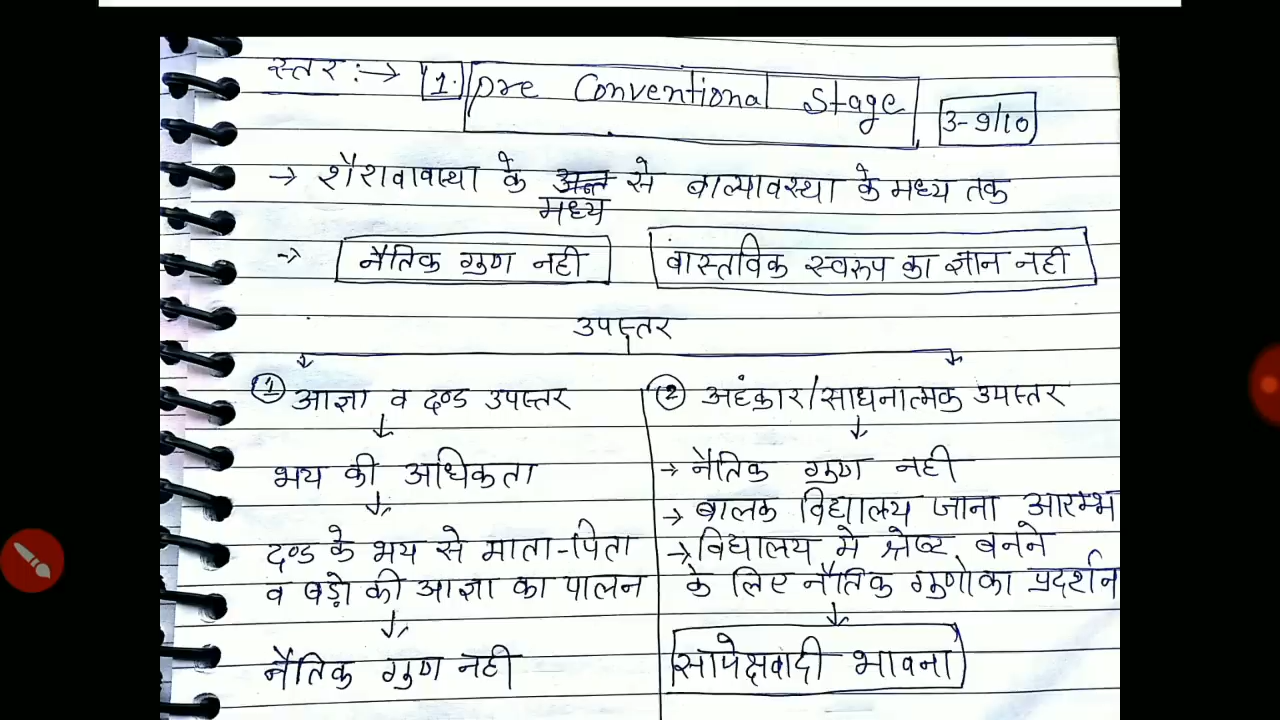 स्तर :→ 1. pre Conventional Stage 3-9/10
→ शैशवावस्था के अन्त से बाल्यावस्था के मध्य तक
मध्य
→ नैतिक गुण नही वास्तविक स्वरूप का ज्ञान नही
उपस्तर
① आज्ञा व दण्ड उपस्तर
↓
भय की अधिकता
↓
दण्ड के भय से माता-पिता
व बड़ो की आज्ञा का पालन
↓
नैतिक गुण नही
② अहंकार/साधनात्मक उपस्तर
↓
→ नैतिक गुण नही
→ बालक विद्यालय जाना आरम्भ
→ विद्यालय मे श्रेष्ट बनने
के लिए नैतिक गुणो का प्रदर्शन
↓
सापेक्षवादी भावना